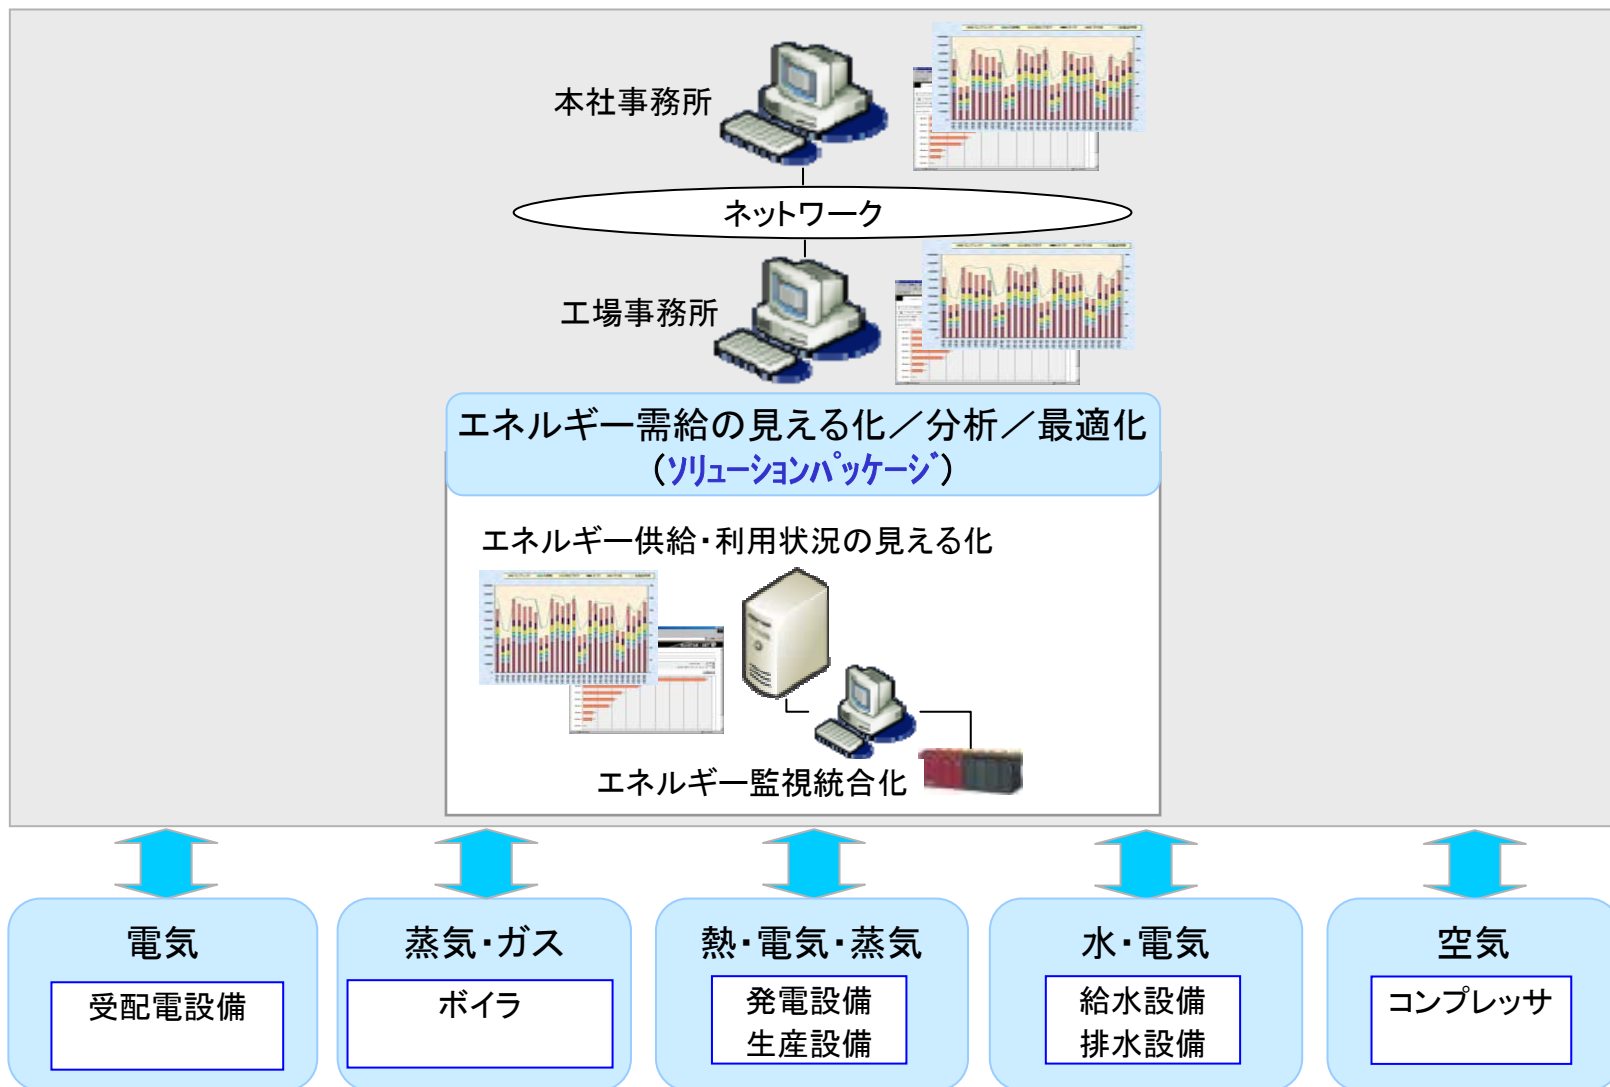 本社事務所
ネットワーク
工場事務所
エネルギー需給の見える化／分析／最適化
（ｿﾘｭｰｼｮﾝﾊﾟｯｹｰｼﾞ）
エネルギー供給・利用状況の見える化
エネルギー監視統合化
電気
受配電設備
蒸気・ガス
ボイラ
熱・電気・蒸気
発電設備
生産設備
水・電気
給水設備
排水設備
空気
コンプレッサ